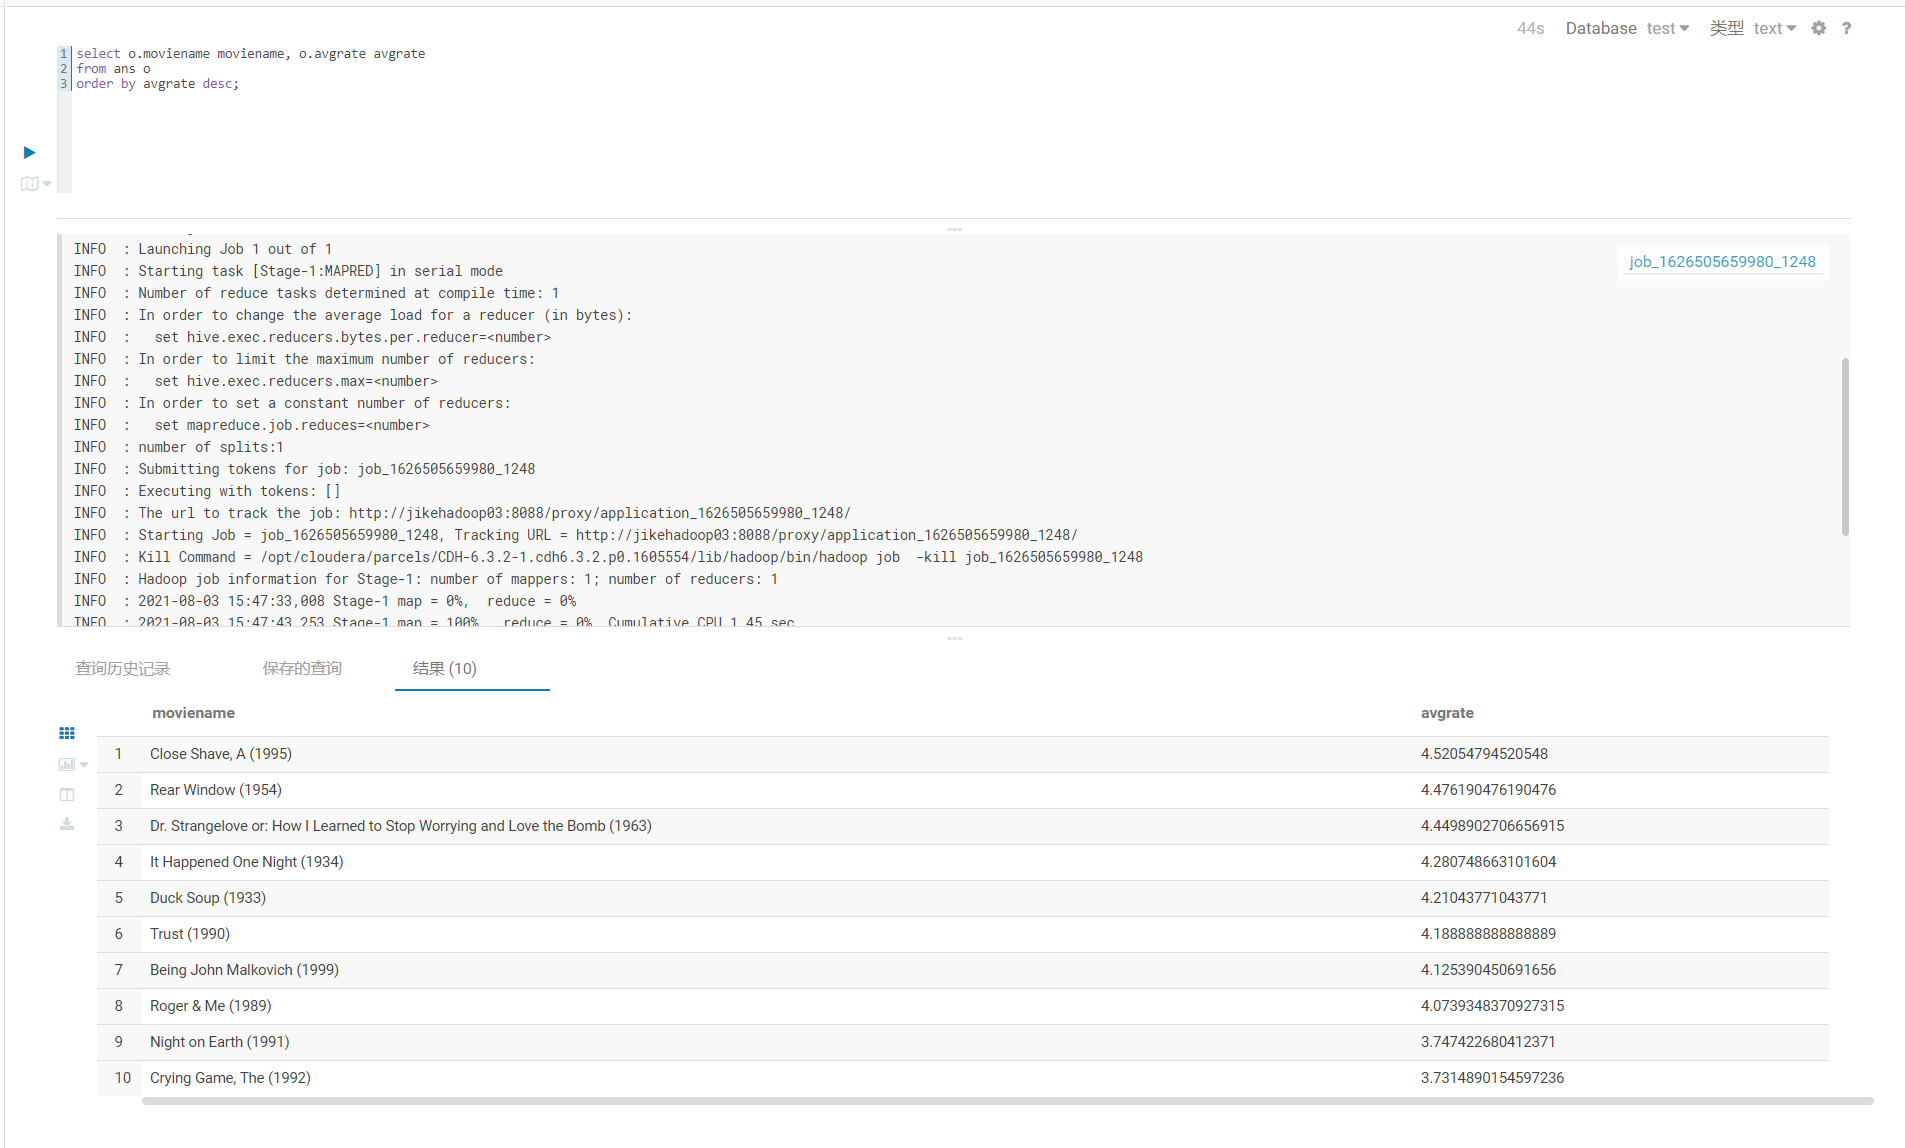 44s Database test 类型 text ?
1 select o.moviename moviename, o.avgrate avgrate
2 from ans o
3 order by avgrate desc;
INFO  : Launching Job 1 out of 1
INFO  : Starting task [Stage-1:MAPRED] in serial mode
INFO  : Number of reduce tasks determined at compile time: 1
INFO  : In order to change the average load for a reducer (in bytes):
INFO  :   set hive.exec.reducers.bytes.per.reducer=<number>
INFO  : In order to limit the maximum number of reducers:
INFO  :   set hive.exec.reducers.max=<number>
INFO  : In order to set a constant number of reducers:
INFO  :   set mapreduce.job.reduces=<number>
INFO  : number of splits:1
INFO  : Submitting tokens for job: job_1626505659980_1248
INFO  : Executing with tokens: []
INFO  : The url to track the job: http://jikehadoop03:8088/proxy/application_1626505659980_1248/
INFO  : Starting Job = job_1626505659980_1248, Tracking URL = http://jikehadoop03:8088/proxy/application_1626505659980_1248/
INFO  : Kill Command = /opt/cloudera/parcels/CDH-6.3.2-1.cdh6.3.2.p0.1605554/lib/hadoop/bin/hadoop job  -kill job_1626505659980_1248
INFO  : Hadoop job information for Stage-1: number of mappers: 1; number of reducers: 1
INFO  : 2021-08-03 15:47:33,008 Stage-1 map = 0%,  reduce = 0%
INFO  : 2021-08-03 15:47:43,253 Stage-1 map = 100%,  reduce = 0%, Cumulative CPU 1.45 sec
job_1626505659980_1248
查询历史记录 保存的查询 结果 (10)
moviename avgrate
1 Close Shave, A (1995) 4.52054794520548
2 Rear Window (1954) 4.476190476190476
3 Dr. Strangelove or: How I Learned to Stop Worrying and Love the Bomb (1963) 4.4498902706656915
4 It Happened One Night (1934) 4.280748663101604
5 Duck Soup (1933) 4.21043771043771
6 Trust (1990) 4.188888888888889
7 Being John Malkovich (1999) 4.125390450691656
8 Roger & Me (1989) 4.0739348370927315
9 Night on Earth (1991) 3.747422680412371
10 Crying Game, The (1992) 3.7314890154597236